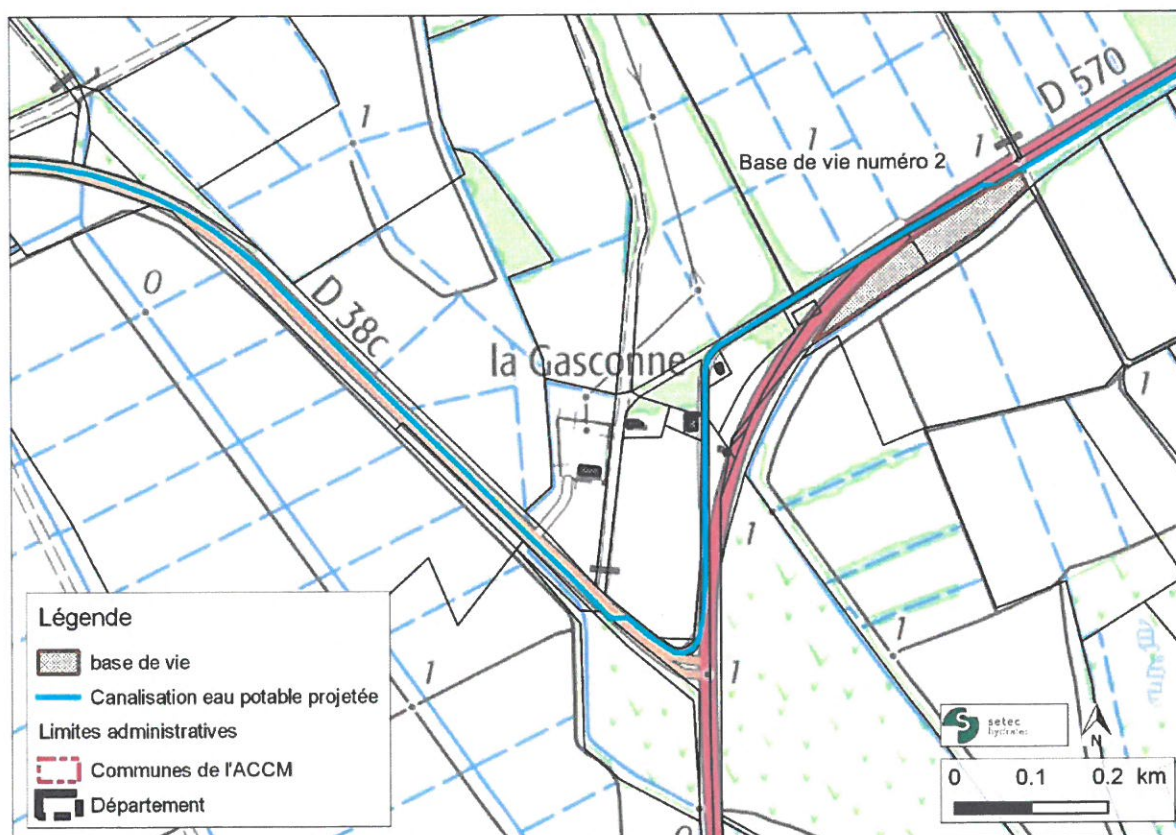 D 570
1
1
1
Base de vie numéro 2
0
D 38c
la Gasconne
1
1
1
1
1
0
Légende
base de vie
Canalisation eau potable projetée
Limites administratives
Communes de l'ACCM
Département
setec
hydratec
N
0 0.1 0.2 km